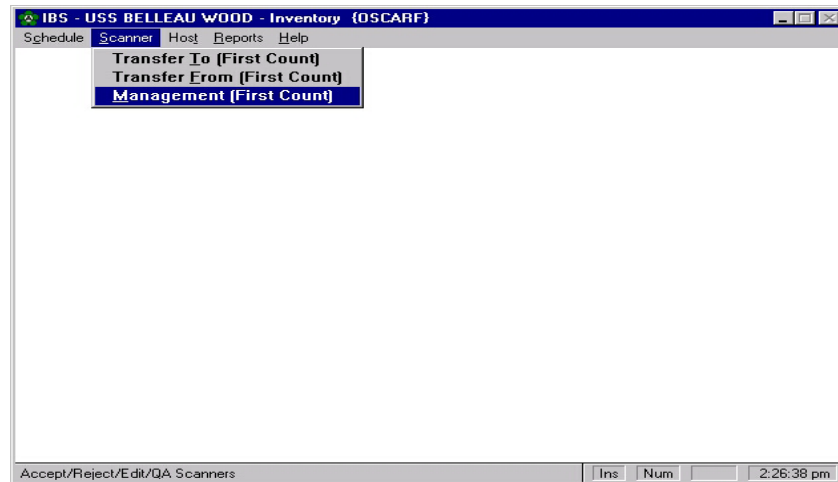 IBS - USS BELLEAU WOOD - Inventory {OSCARF}
Schedule Scanner Host Reports Help
Transfer To (First Count)
Transfer From (First Count)
Management (First Count)
Accept/Reject/Edit/QA Scanners Ins Num 2:26:38 pm